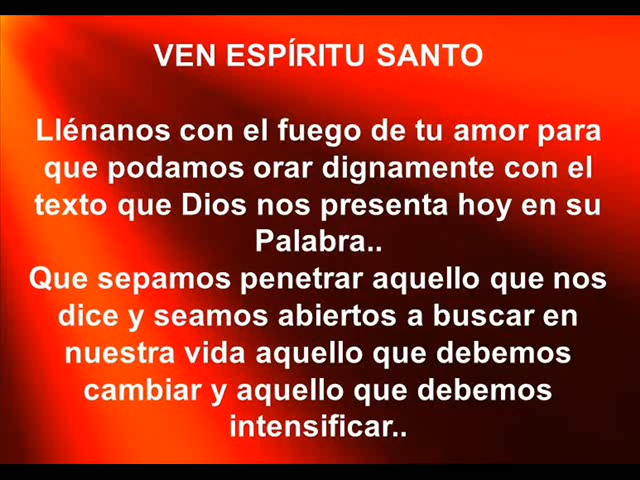 VEN ESPÍRITU SANTO
Llénanos con el fuego de tu amor para
que podamos orar dignamente con el
texto que Dios nos presenta hoy en su
Palabra..
Que sepamos penetrar aquello que nos
dice y seamos abiertos a buscar en
nuestra vida aquello que debemos
cambiar y aquello que debemos
intensificar..